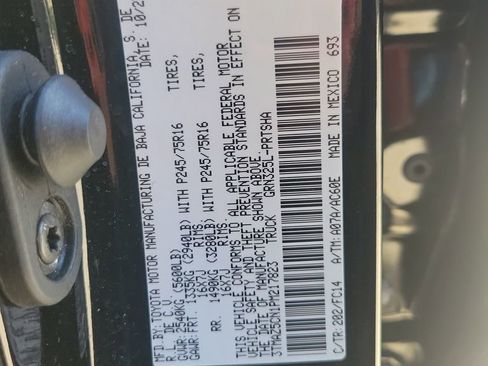 MFD. BY: TOYOTA MOTOR MANUFACTURING DE BAJA CALIFORNIA S. DE
R.L. DE C.V. DATE: 10/2
GVWR: 2540KG (5600LB)
GAWR: FRT. 1335KG (2940LB) WITH P245/75R16 TIRES,
16X7J RIMS,
RR. 1490KG (3280LB) WITH P245/75R16 TIRES,
16X7J RIMS,
THIS VEHICLE CONFORMS TO ALL APPLICABLE FEDERAL MOTOR
VEHICLE SAFETY AND THEFT PREVENTION STANDARDS IN EFFECT ON
THE DATE OF MANUFACTURE SHOWN ABOVE.
3TMAZ5CN1PM217823 TRUCK GRN325L-PRTSHA
C/TR:202/FC14 A/TM:A07A/AC60E MADE IN MEXICO 693